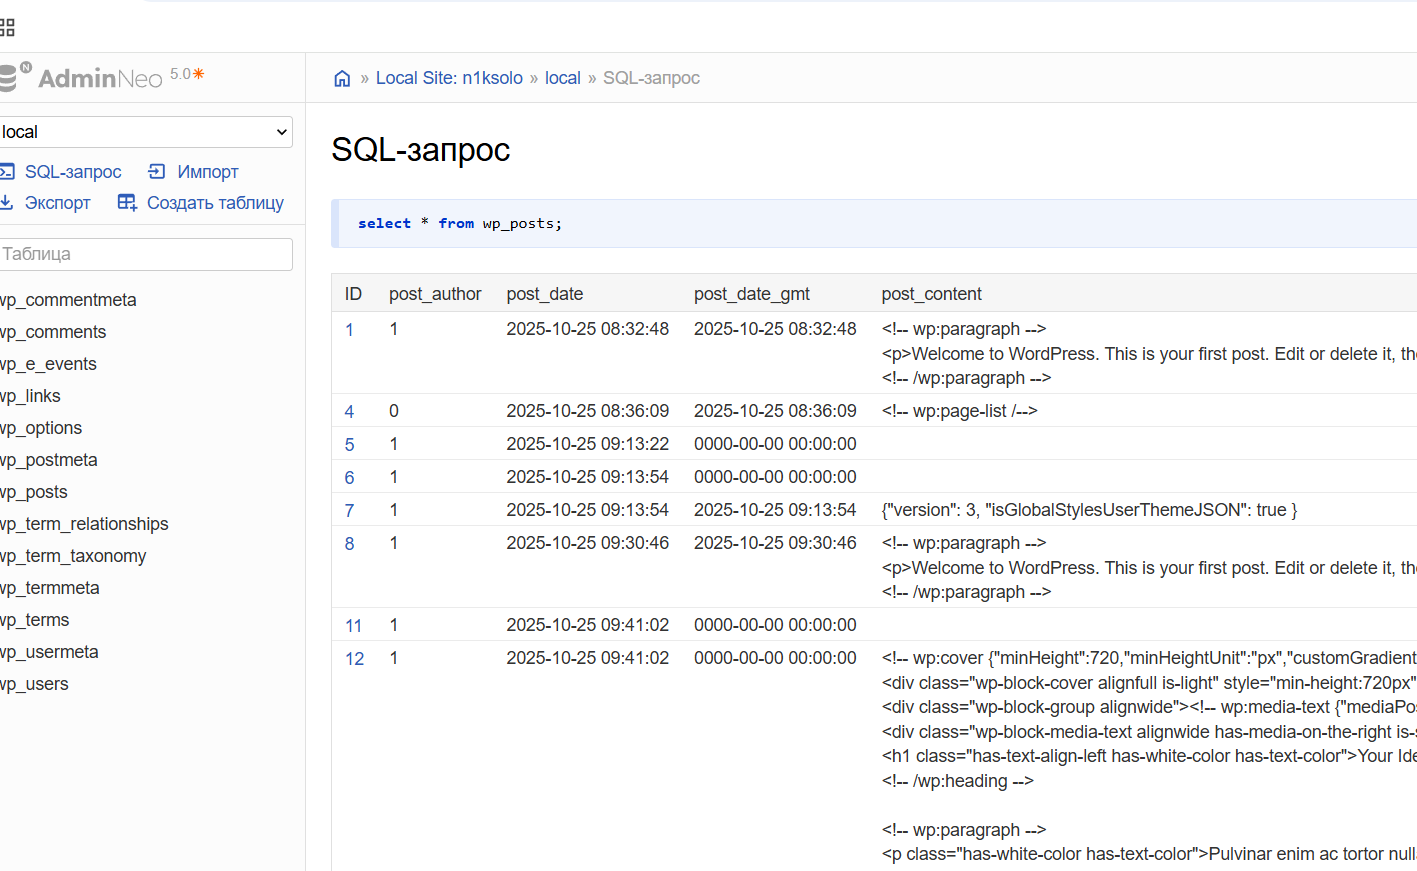 N
AdminNeo 5.0
» Local Site: n1ksolo » local » SQL-запрос
local
SQL-запрос Импорт
Экспорт Создать таблицу
Таблица
wp_commentmeta
wp_comments
wp_e_events
wp_links
wp_options
wp_postmeta
wp_posts
wp_term_relationships
wp_term_taxonomy
wp_termmeta
wp_terms
wp_usermeta
wp_users
SQL-запрос
select * from wp_posts;
ID post_author post_date post_date_gmt post_content
1 1 2025-10-25 08:32:48 2025-10-25 08:32:48 <!-- wp:paragraph -->
<p>Welcome to WordPress. This is your first post. Edit or delete it, the
<!-- /wp:paragraph -->
4 0 2025-10-25 08:36:09 2025-10-25 08:36:09 <!-- wp:page-list /-->
5 1 2025-10-25 09:13:22 0000-00-00 00:00:00
6 1 2025-10-25 09:13:54 0000-00-00 00:00:00
7 1 2025-10-25 09:13:54 2025-10-25 09:13:54 {"version": 3, "isGlobalStylesUserThemeJSON": true }
8 1 2025-10-25 09:30:46 2025-10-25 09:30:46 <!-- wp:paragraph -->
<p>Welcome to WordPress. This is your first post. Edit or delete it, the
<!-- /wp:paragraph -->
11 1 2025-10-25 09:41:02 0000-00-00 00:00:00
12 1 2025-10-25 09:41:02 0000-00-00 00:00:00 <!-- wp:cover {"minHeight":720,"minHeightUnit":"px","customGradient
<div class="wp-block-cover alignfull is-light" style="min-height:720px"
<div class="wp-block-group alignwide"><!-- wp:media-text {"mediaPos
<div class="wp-block-media-text alignwide has-media-on-the-right is-s
<h1 class="has-text-align-left has-white-color has-text-color">Your Ide
<!-- /wp:heading -->
<!-- wp:paragraph -->
<p class="has-white-color has-text-color">Pulvinar enim ac tortor nulla